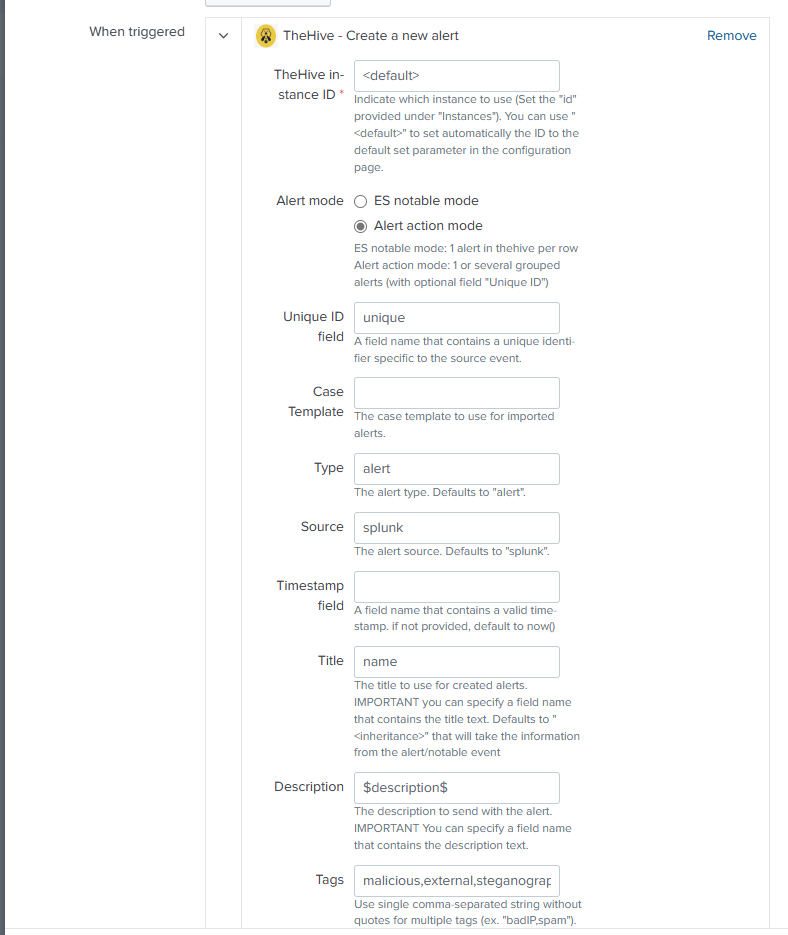 When triggered
TheHive - Create a new alert
Remove
TheHive in-
stance ID *
<default>
Indicate which instance to use (Set the "id"
provided under "Instances"). You can use "
<default>" to set automatically the ID to the
default set parameter in the configuration
page.
Alert mode
ES notable mode
Alert action mode
ES notable mode: 1 alert in thehive per row
Alert action mode: 1 or several grouped
alerts (with optional field "Unique ID")
Unique ID
field
unique
A field name that contains a unique identi-
fier specific to the source event.
Case
Template
The case template to use for imported
alerts.
Type
alert
The alert type. Defaults to "alert".
Source
splunk
The alert source. Defaults to "splunk".
Timestamp
field
A field name that contains a valid time-
stamp. if not provided, default to now()
Title
name
The title to use for created alerts.
IMPORTANT you can specify a field name
that contains the title text. Defaults to "
<inheritance>" that will take the information
from the alert/notable event
Description
$description$
The description to send with the alert.
IMPORTANT You can specify a field name
that contains the description text.
Tags
malicious,external,steganograp
Use single comma-separated string without
quotes for multiple tags (ex. "badIP,spam").